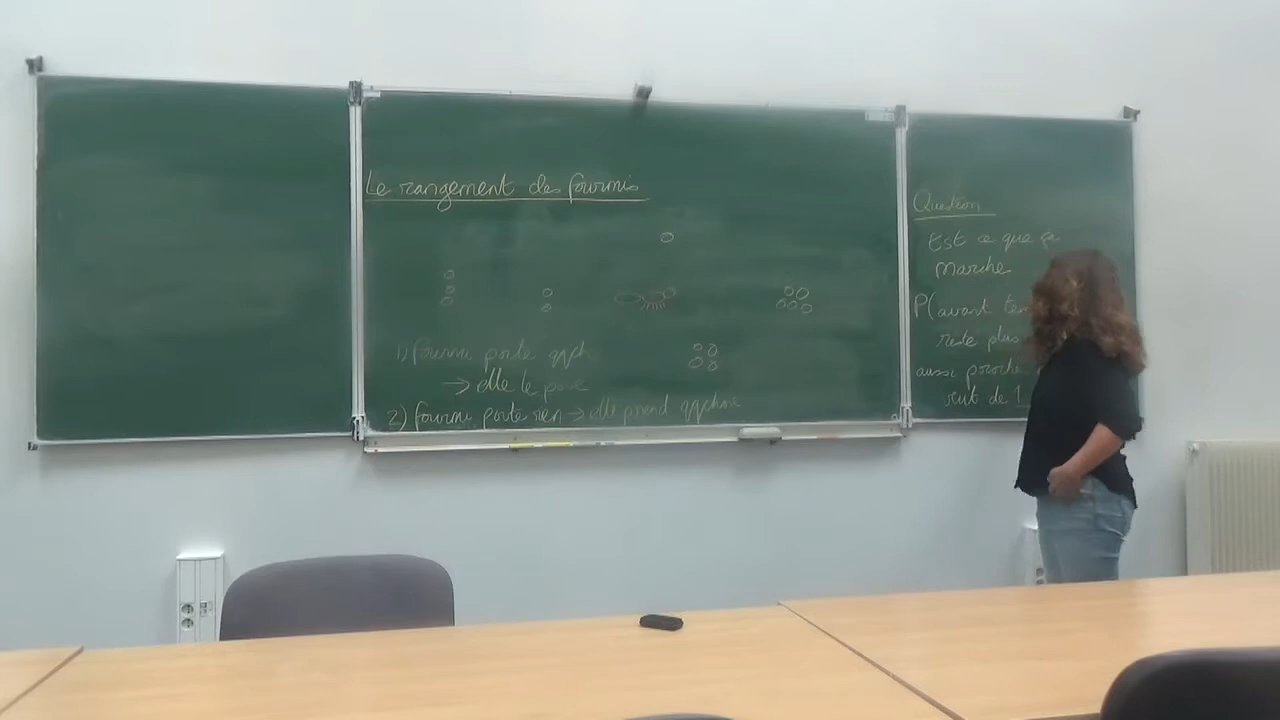 Le rangement des fourmis
1) fourmi porte qqch
→ elle le pose
2) fourmi porte rien → elle prend qqchose
Question
Est ce que ça
marche
P(avant
reste plus
aussi proche
veut de 1